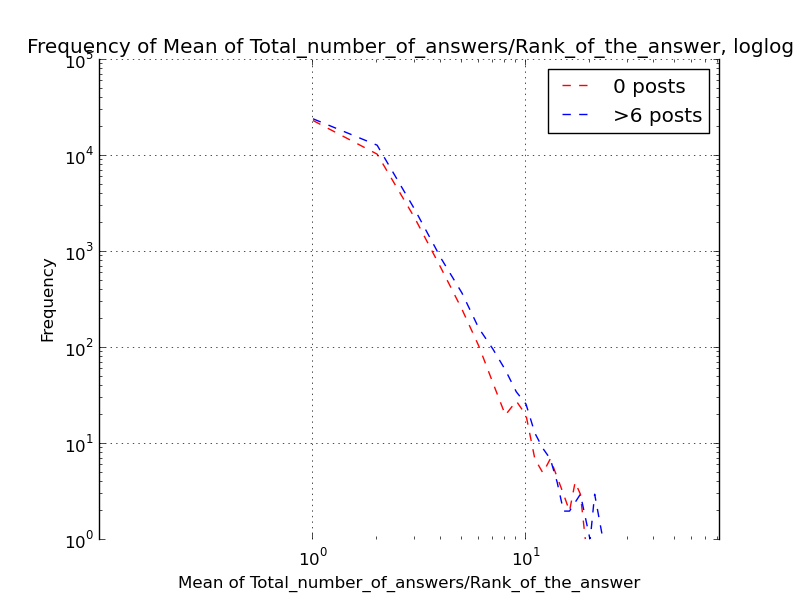 Frequency of Mean of Total_number_of_answers/Rank_of_the_answer, loglog
0 posts
>6 posts
10^5
10^4
10^3
10^2
10^1
10^0
Frequency
10^0
10^1
Mean of Total_number_of_answers/Rank_of_the_answer